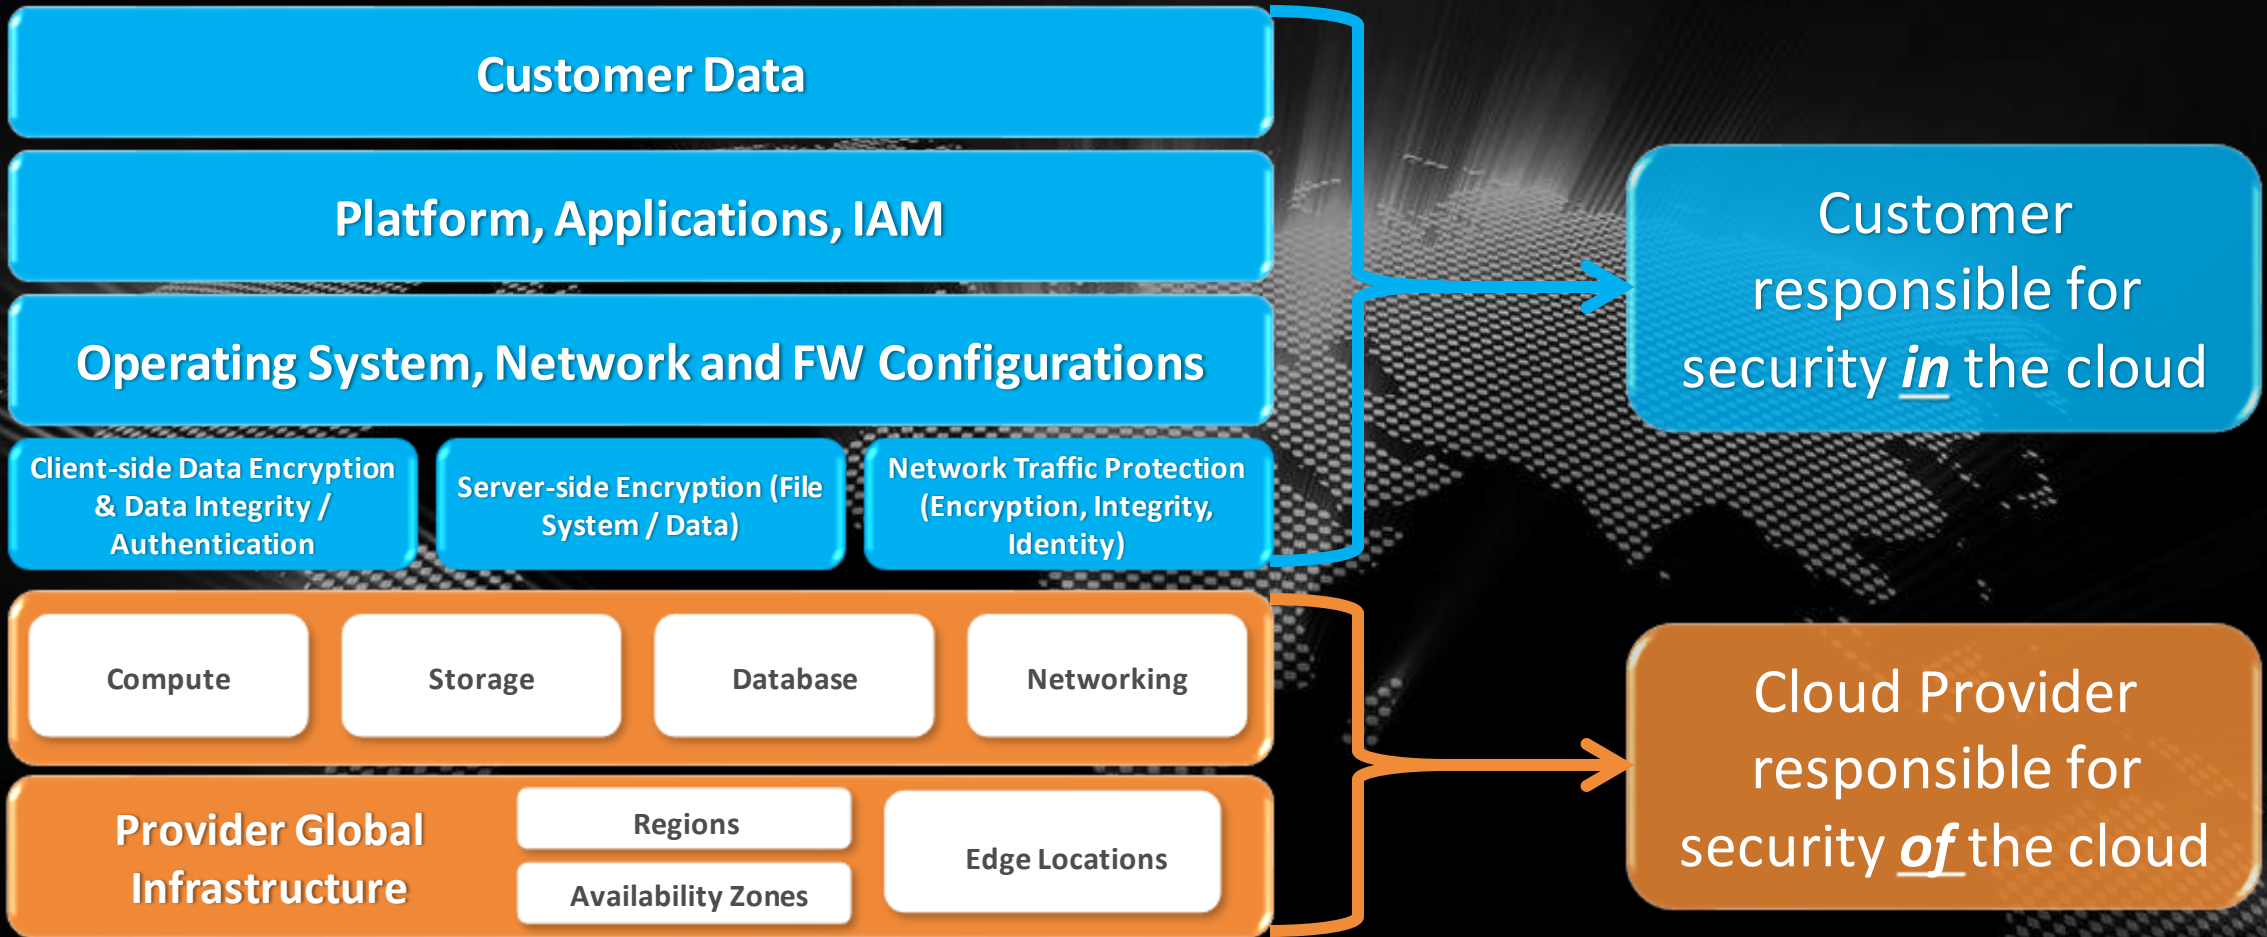 Customer Data
Platform, Applications, IAM
Operating System, Network and FW Configurations
Client-side Data Encryption
& Data Integrity /
Authentication
Server-side Encryption (File
System / Data)
Network Traffic Protection
(Encryption, Integrity,
Identity)
Customer
responsible for
security in the cloud
Compute
Storage
Database
Networking
Provider Global
Infrastructure
Regions
Availability Zones
Edge Locations
Cloud Provider
responsible for
security of the cloud